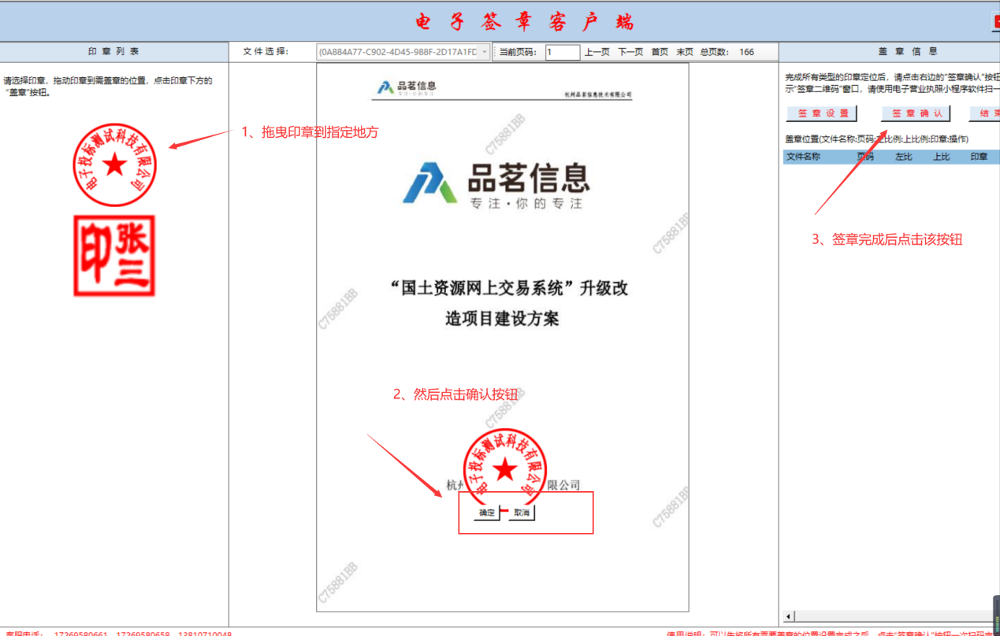 电子签章客户端
印章列表
文件选择:
{0A884A77-C902-4D45-988F-2D17A1FD
当前页码:
1
上一页 下一页 首页 末页 总页数: 166
盖章信息
请选择印章，拖动印章到需盖章的位置，点击印章下方的
"盖章"按钮。
1、拖曳印章到指定地方
电子投标测试科技有限公司
印张三
品茗信息
专注·你的专注
杭州品茗信息技术有限公司
C75881BB
品茗信息
专注·你的专注
C75881BB
“国土资源网上交易系统”升级改
造项目建设方案
C75881BB
2、然后点击确认按钮
C75881BB
电子投标测试科技有限公司
杭州
限公司
确定
取消
C75881BB
C75881BB
完成所有类型的印章定位后，请点击右边的"签章确认"按钮
示"签章二维码"窗口，请使用电子营业执照小程序软件扫一
签章设置
签章确认
结束
盖章位置(文件名称:页码:左比例:上比例:印章:操作)
文件名称 页码 左比 上比 印章
3、签章完成后点击该按钮
客服电话: 17269580661、17269580658、13810710048
使用说明: 可以先将所有需要盖章的位置设置完成之后，点击"签章确认"按钮一次扫码完